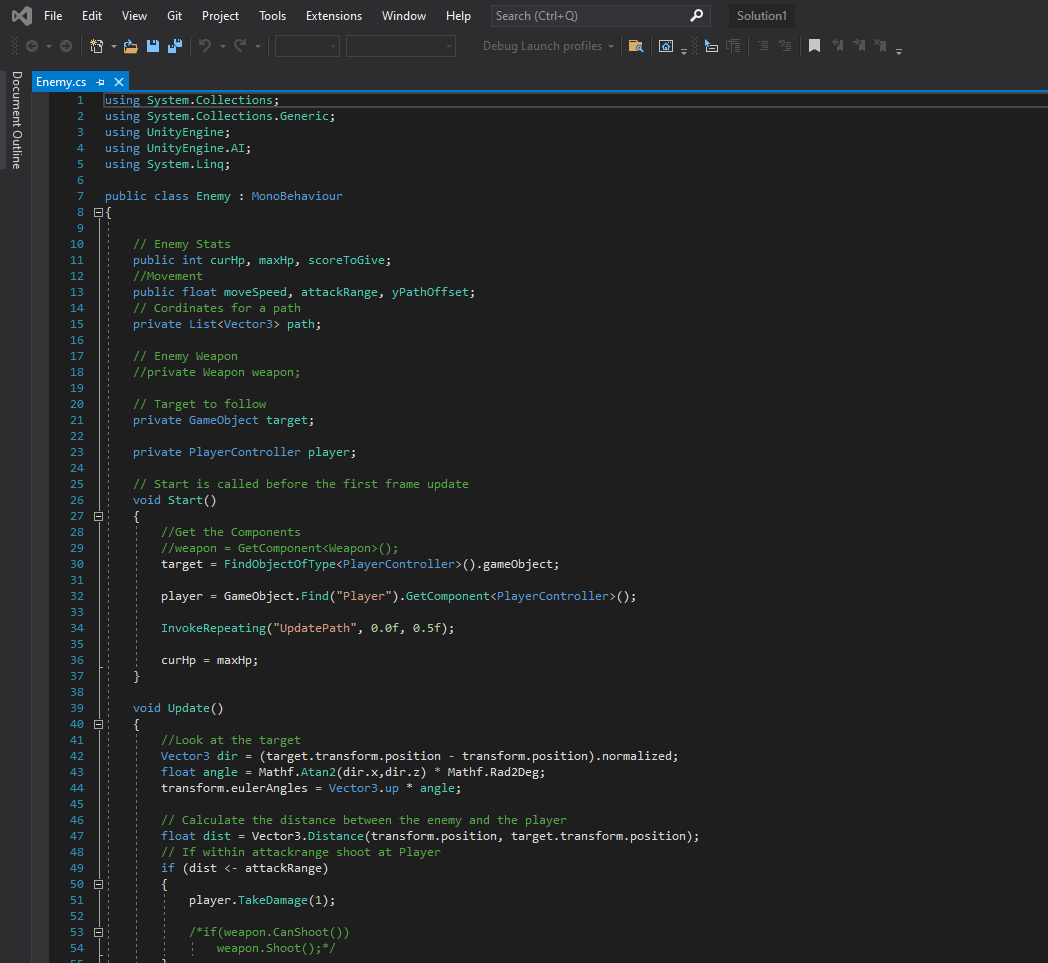 File Edit View Git Project Tools Extensions Window Help Search (Ctrl+Q) Solution1
Debug Launch profiles
Document Outline
Enemy.cs
1 using System.Collections;
2 using System.Collections.Generic;
3 using UnityEngine;
4 using UnityEngine.AI;
5 using System.Linq;
6
7 public class Enemy : MonoBehaviour
8 {
9
10 // Enemy Stats
11 public int curHp, maxHp, scoreToGive;
12 //Movement
13 public float moveSpeed, attackRange, yPathOffset;
14 // Cordinates for a path
15 private List<Vector3> path;
16
17 // Enemy Weapon
18 //private Weapon weapon;
19
20 // Target to follow
21 private GameObject target;
22
23 private PlayerController player;
24
25 // Start is called before the first frame update
26 void Start()
27 {
28 //Get the Components
29 //weapon = GetComponent<Weapon>();
30 target = FindObjectOfType<PlayerController>().gameObject;
31
32 player = GameObject.Find("Player").GetComponent<PlayerController>();
33
34 InvokeRepeating("UpdatePath", 0.0f, 0.5f);
35
36 curHp = maxHp;
37 }
38
39 void Update()
40 {
41 //Look at the target
42 Vector3 dir = (target.transform.position - transform.position).normalized;
43 float angle = Mathf.Atan2(dir.x,dir.z) * Mathf.Rad2Deg;
44 transform.eulerAngles = Vector3.up * angle;
45
46 // Calculate the distance between the enemy and the player
47 float dist = Vector3.Distance(transform.position, target.transform.position);
48 // If within attackrange shoot at Player
49 if (dist <- attackRange)
50 {
51 player.TakeDamage(1);
52
53 /*if(weapon.CanShoot())
54 weapon.Shoot();*/
55 }